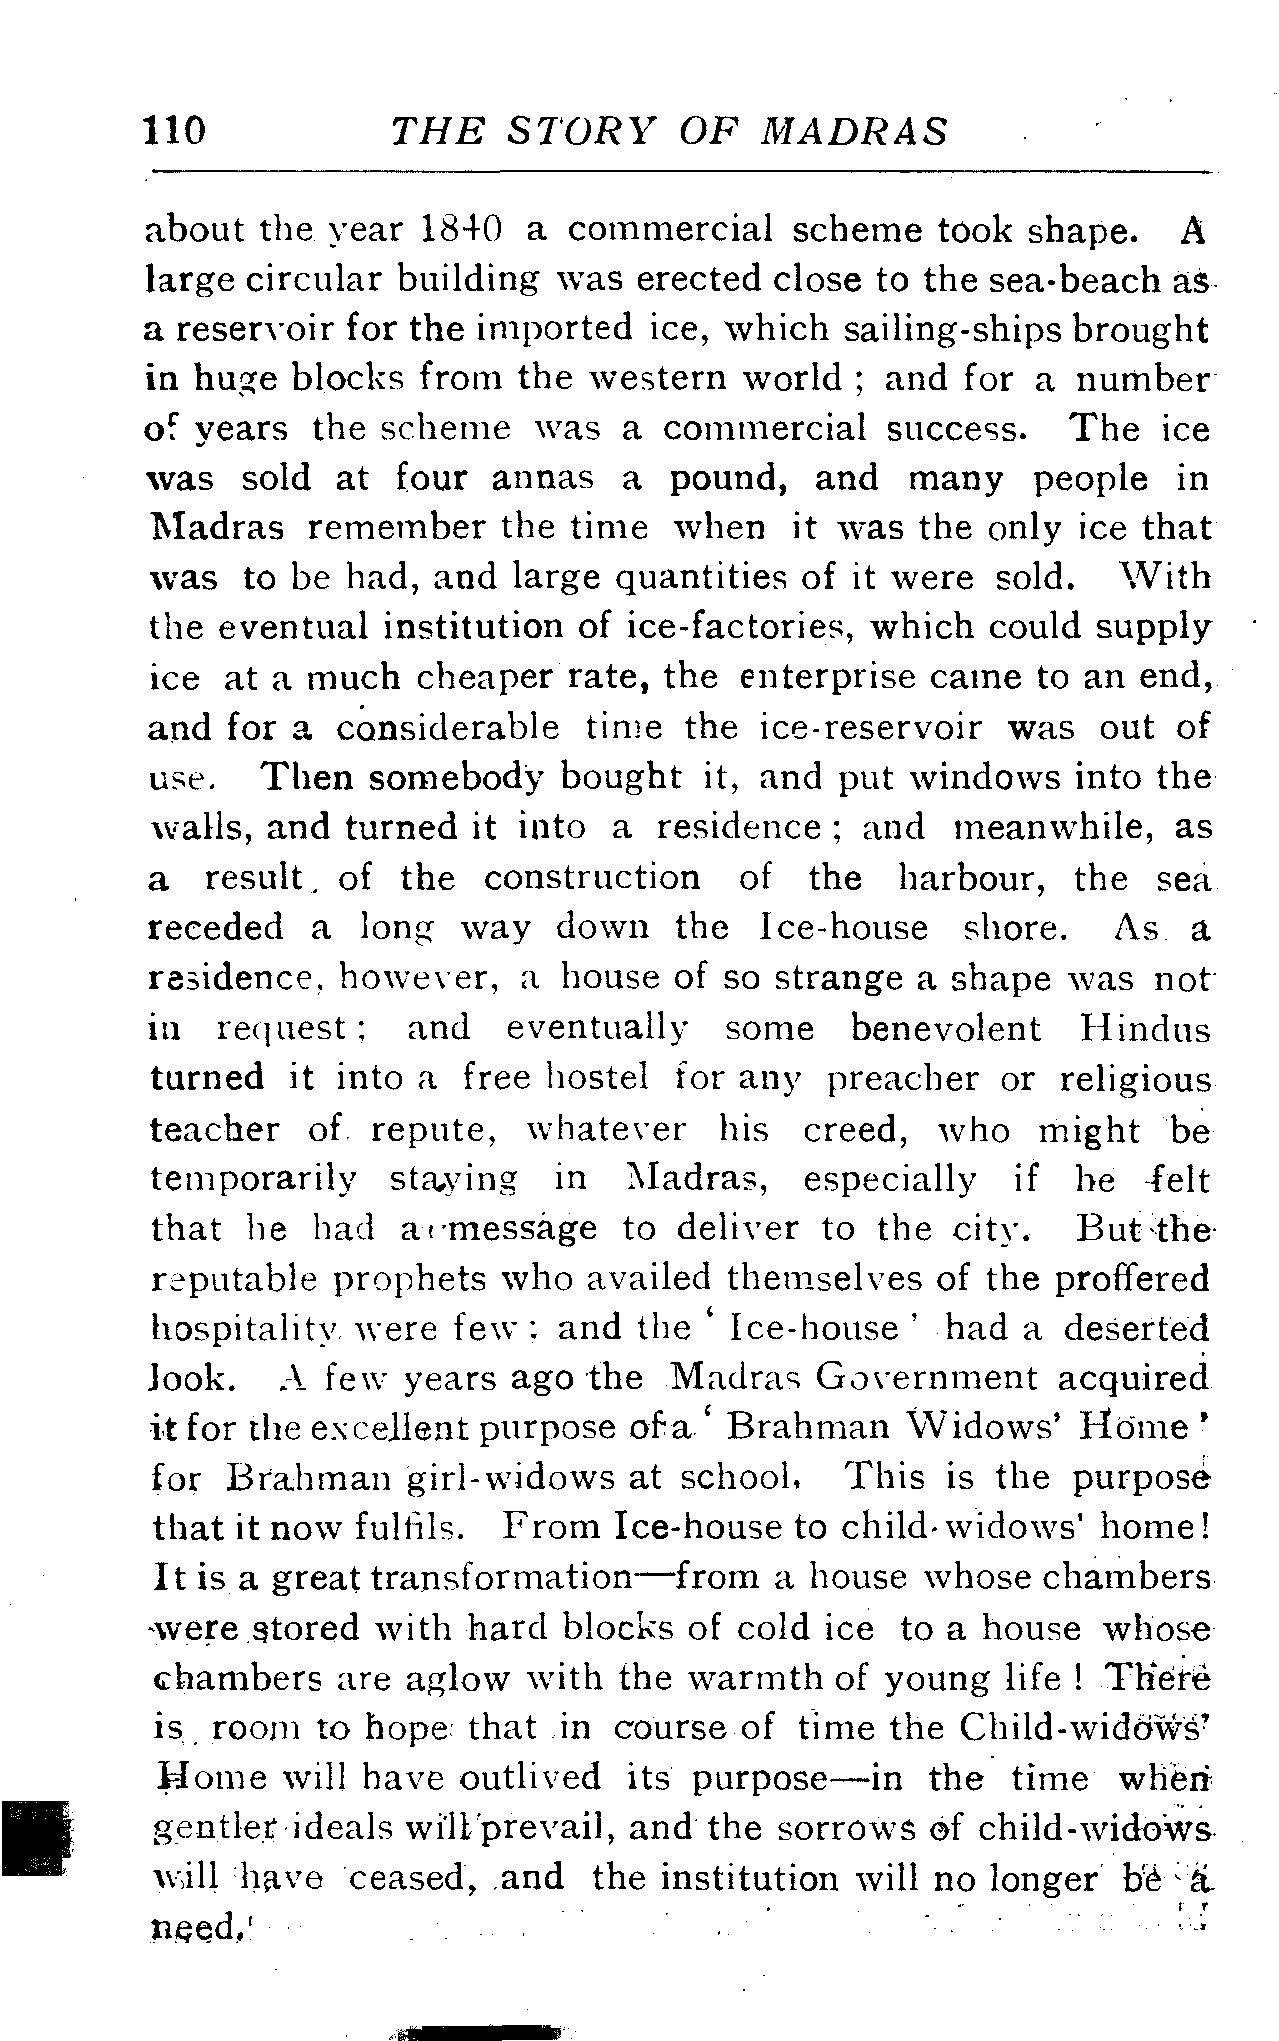 110 THE STORY OF MADRAS
about the year 1840 a commercial scheme took shape. A
large circular building was erected close to the sea-beach as
a reservoir for the imported ice, which sailing-ships brought
in huge blocks from the western world ; and for a number
of years the scheme was a commercial success. The ice
was sold at four annas a pound, and many people in
Madras remember the time when it was the only ice that
was to be had, and large quantities of it were sold. With
the eventual institution of ice-factories, which could supply
ice at a much cheaper rate, the enterprise came to an end,
and for a considerable time the ice-reservoir was out of
use. Then somebody bought it, and put windows into the
walls, and turned it into a residence ; and meanwhile, as
a result of the construction of the harbour, the sea
receded a long way down the Ice-house shore. As a
residence, however, a house of so strange a shape was not
in request ; and eventually some benevolent Hindus
turned it into a free hostel for any preacher or religious
teacher of repute, whatever his creed, who might be
temporarily staying in Madras, especially if he felt
that he had a message to deliver to the city. But the
reputable prophets who availed themselves of the proffered
hospitality were few ; and the ‘ Ice-house ’ had a deserted
look. A few years ago the Madras Government acquired
it for the excellent purpose of a ‘ Brahman Widows’ Home ’
for Brahman girl-widows at school. This is the purpose
that it now fulfils. From Ice-house to child-widows' home!
It is a great transformation—from a house whose chambers
were stored with hard blocks of cold ice to a house whose
chambers are aglow with the warmth of young life ! There
is room to hope that in course of time the Child-widows’
Home will have outlived its purpose—in the time when
gentler ideals will prevail, and the sorrows of child-widows
will have ceased, and the institution will no longer be a
need.